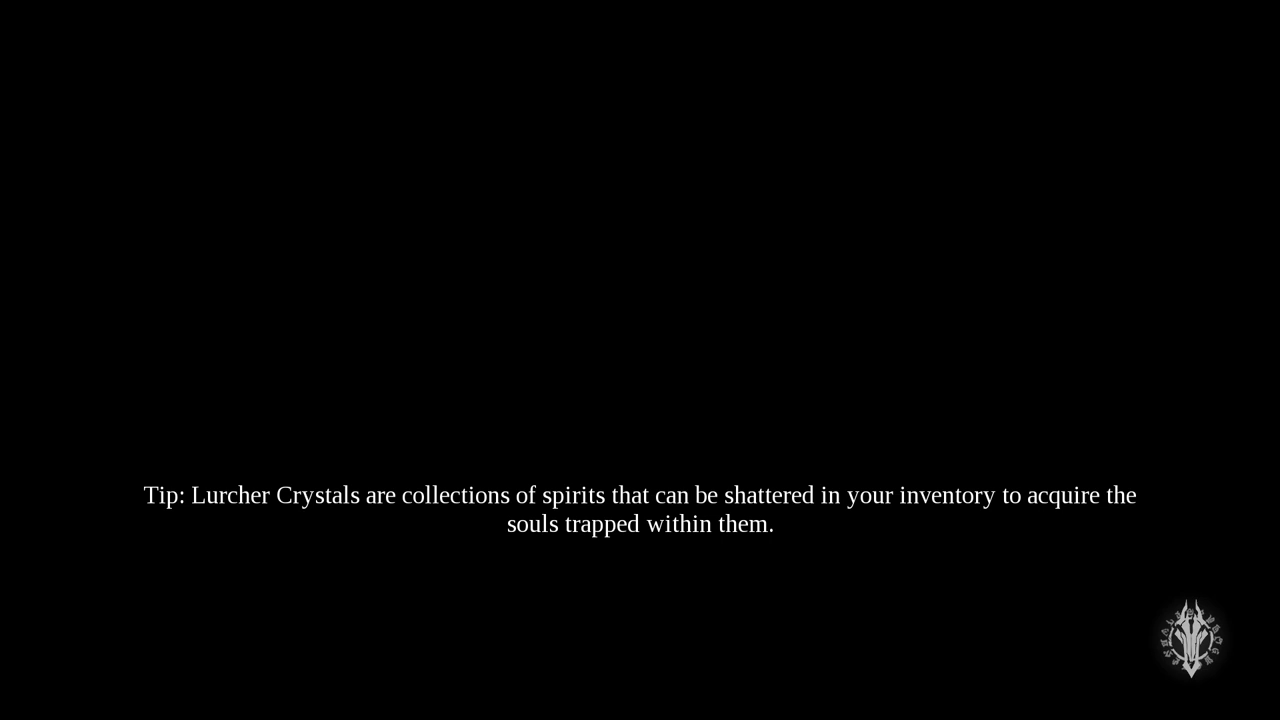 Tip: Lurcher Crystals are collections of spirits that can be shattered in your inventory to acquire the
souls trapped within them.